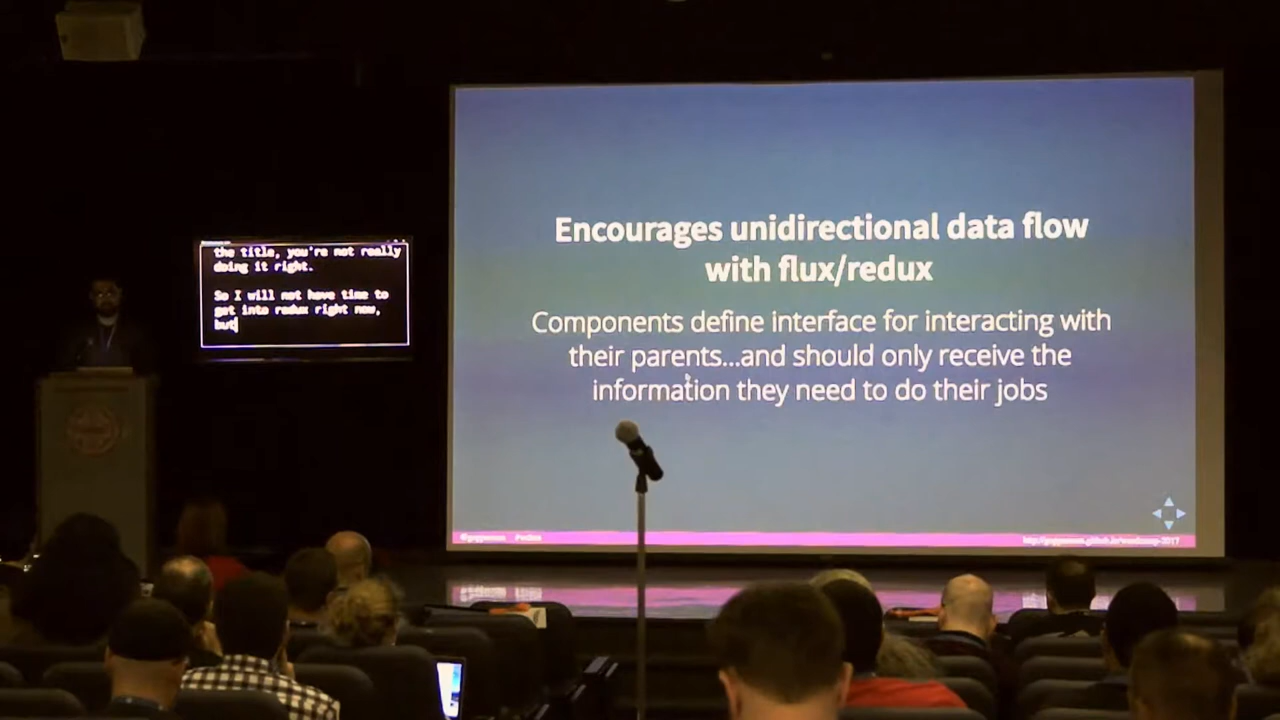 the title, you're not really
doing it right.
So I will not have time to
get into redux right now,
but
Encourages unidirectional data flow
with flux/redux
Components define interface for interacting with
their parents...and should only receive the
information they need to do their jobs